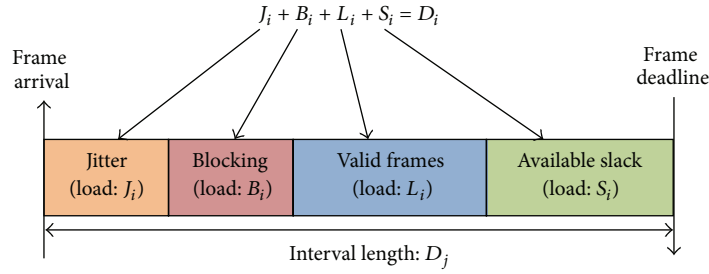 J_i + B_i + L_i + S_i = D_i
Frame
arrival
Frame
deadline
Jitter
(load: J_i)
Blocking
(load: B_i)
Valid frames
(load: L_i)
Available slack
(load: S_i)
Interval length: D_j